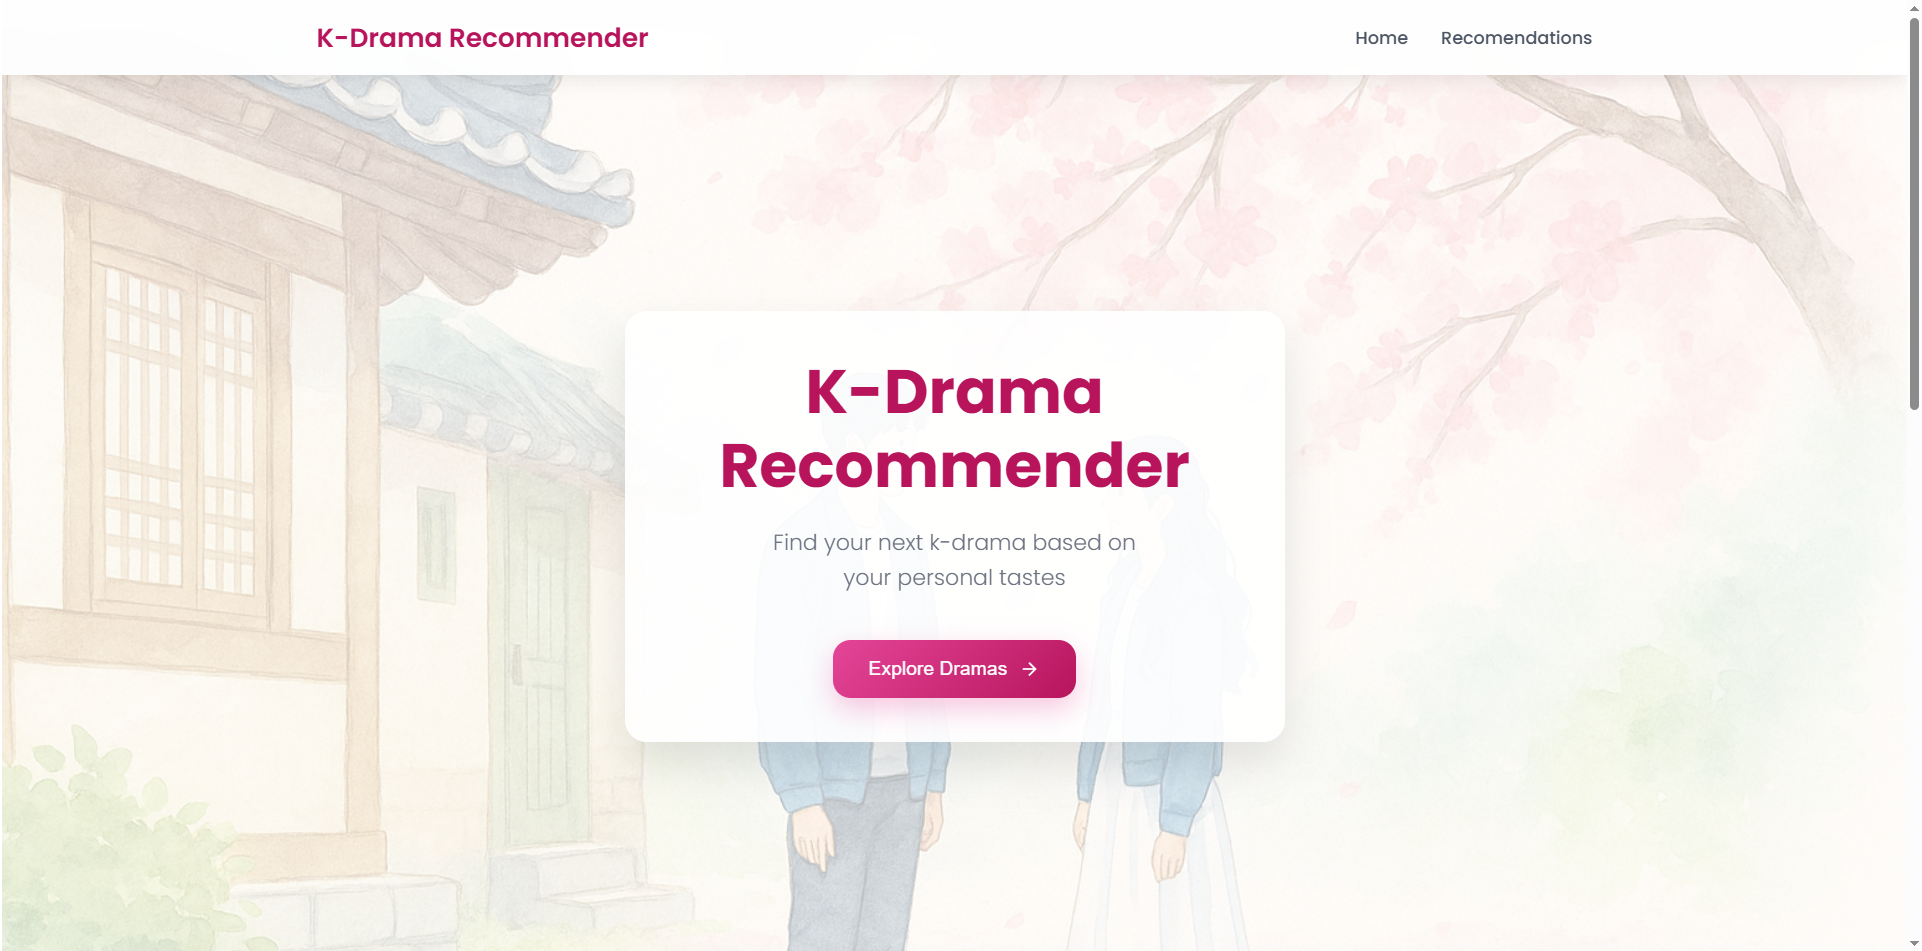 K-Drama Recommender
Home
Recomendations
K-Drama
Recommender
Find your next k-drama based on
your personal tastes
Explore Dramas →